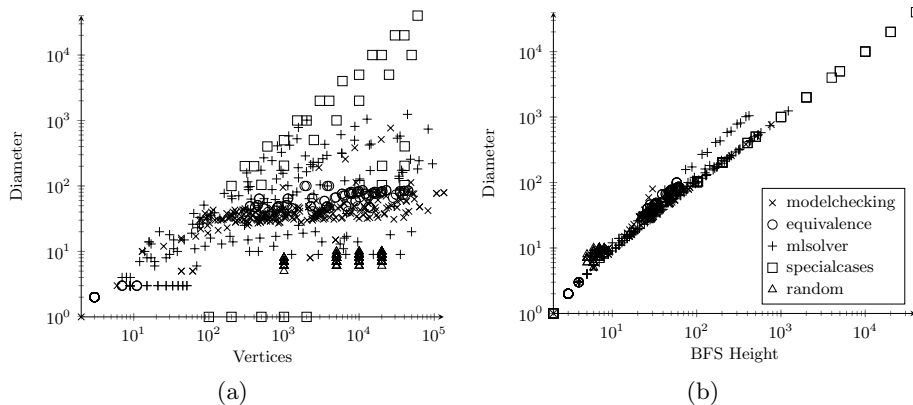 10^4
10^3
10^2
10^1
10^0
Diameter
10^1
10^2
10^3
10^4
10^5
Vertices
(a)
10^4
10^3
10^2
10^1
10^0
Diameter
10^1
10^2
10^3
10^4
BFS Height
modelchecking
equivalence
mlsolver
specialcases
random
(b)